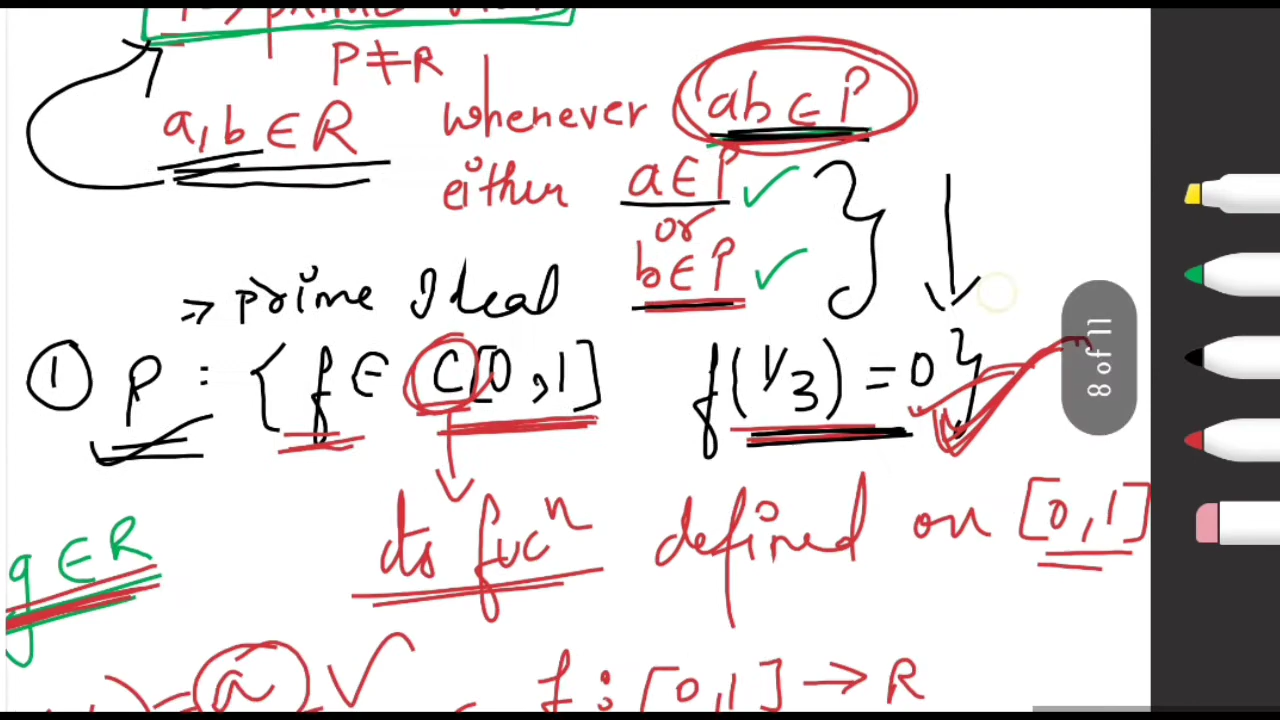 P≠R
a,b∈R whenever ab∈P
either a∈P
or
b∈P
⇒ prime Ideal
① P : { f ∈ C[0,1] f(1/3)=0}
cts fucⁿ defined on [0,1]
g∈R
a
f : [0,1] → R
8 of 11